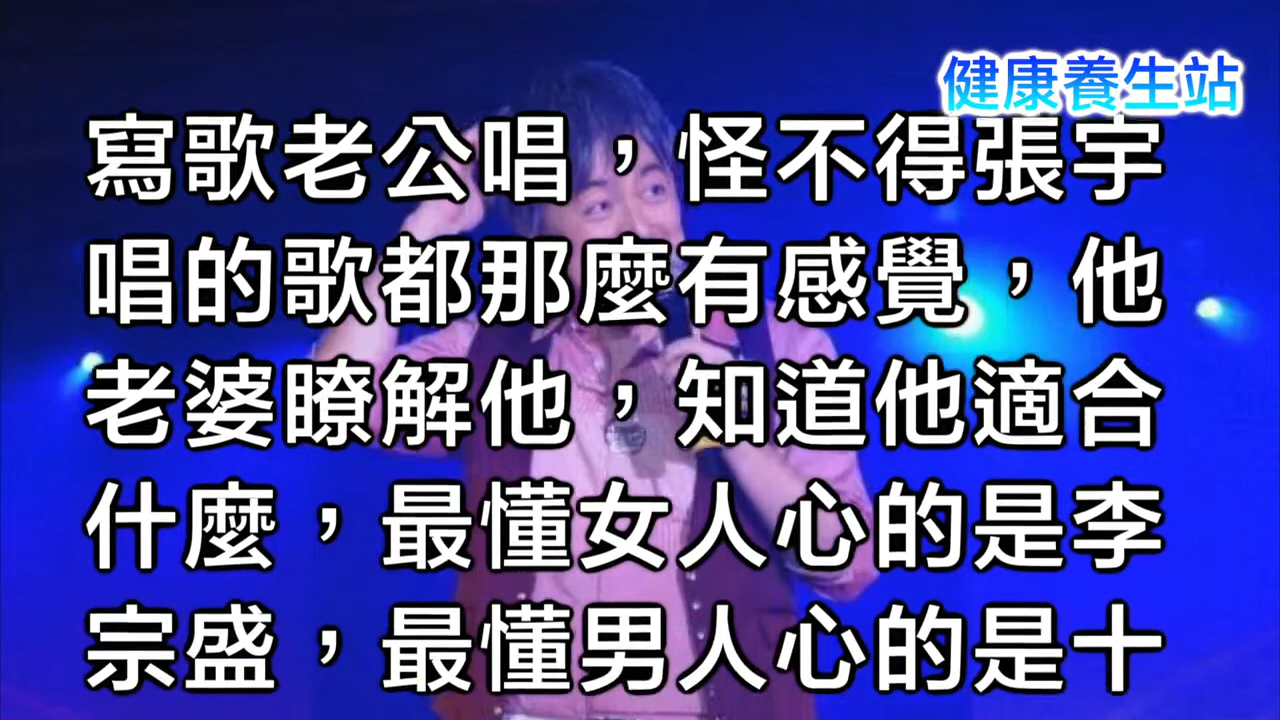 健康養生站
寫歌老公唱，怪不得張宇
唱的歌都那麼有感覺，他
老婆瞭解他，知道他適合
什麼，最懂女人心的是李
宗盛，最懂男人心的是十